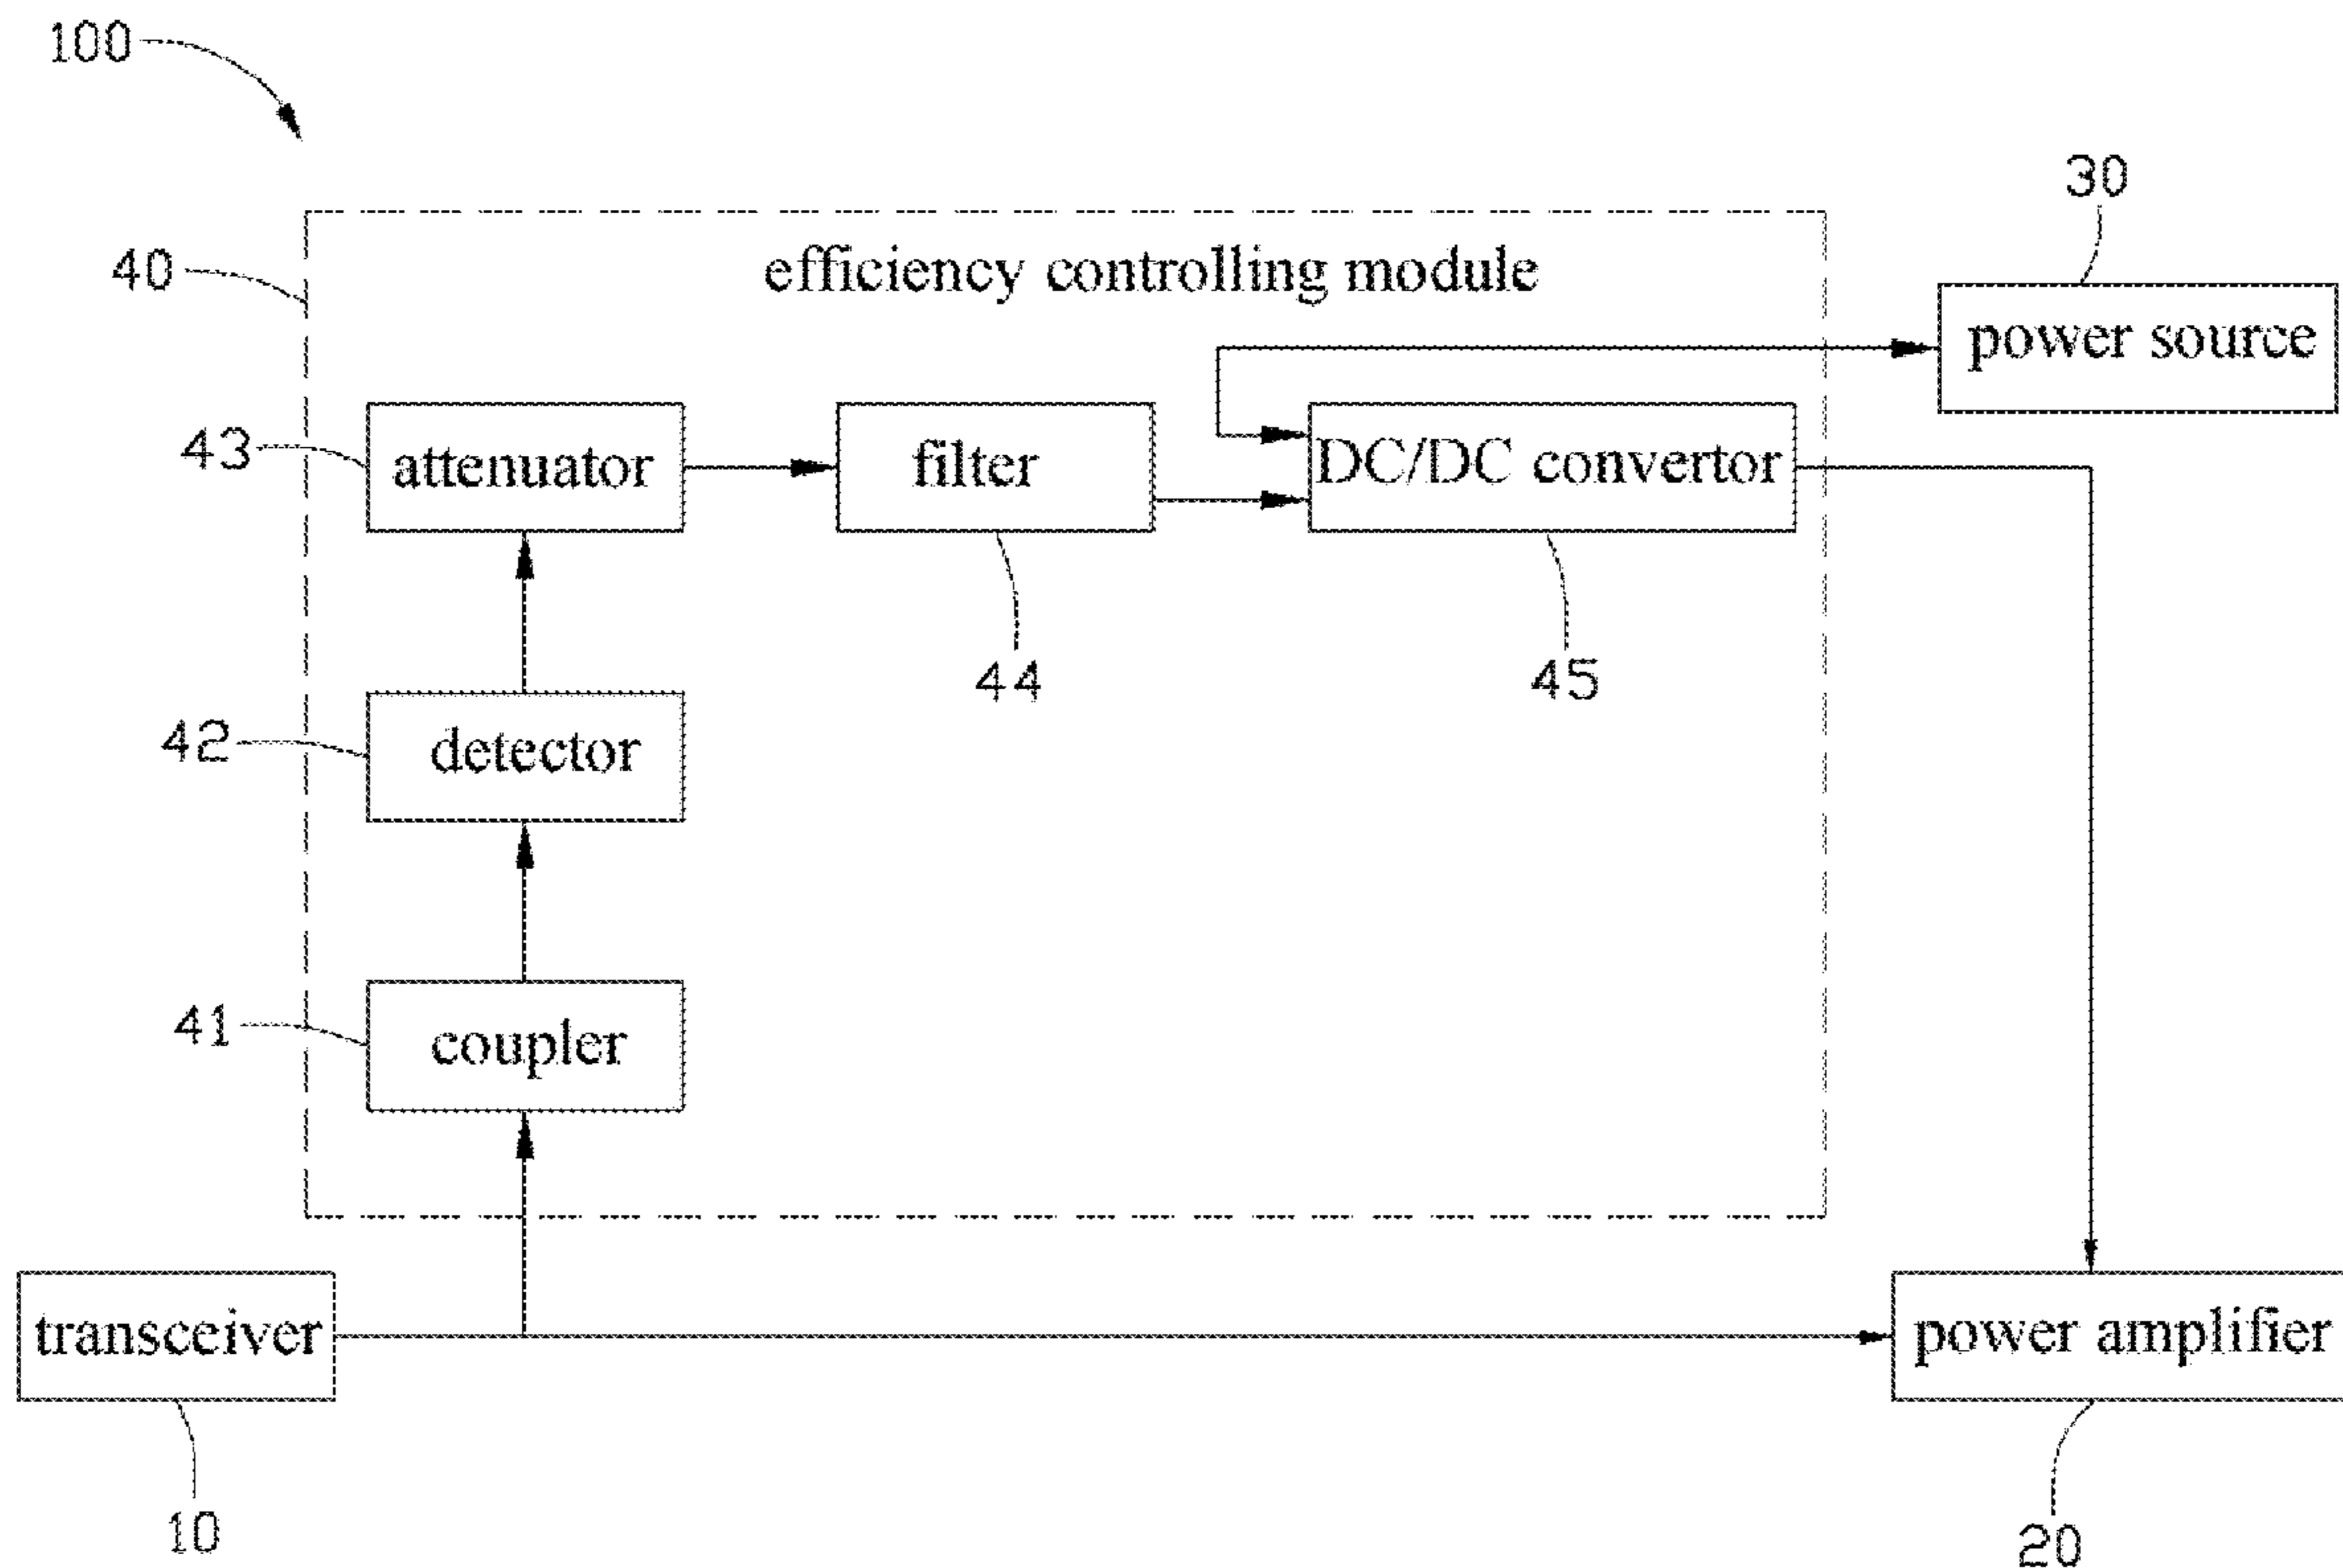 100
30
40
efficiency controlling module
power source
43
attenuator
filter
DC/DC convertor
44
45
42
detector
41
coupler
transceiver
power amplifier
10
20